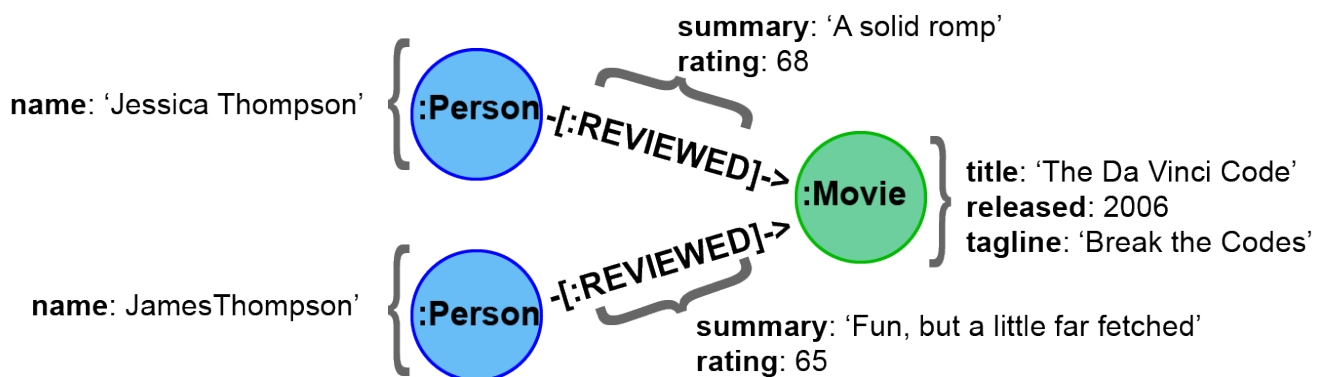 summary: ‘A solid romp’
rating: 68
name: ‘Jessica Thompson’
:Person
-[:REVIEWED]->
:Movie
title: ‘The Da Vinci Code’
released: 2006
tagline: ‘Break the Codes’
name: JamesThompson’
:Person
-[:REVIEWED]->
summary: ‘Fun, but a little far fetched’
rating: 65